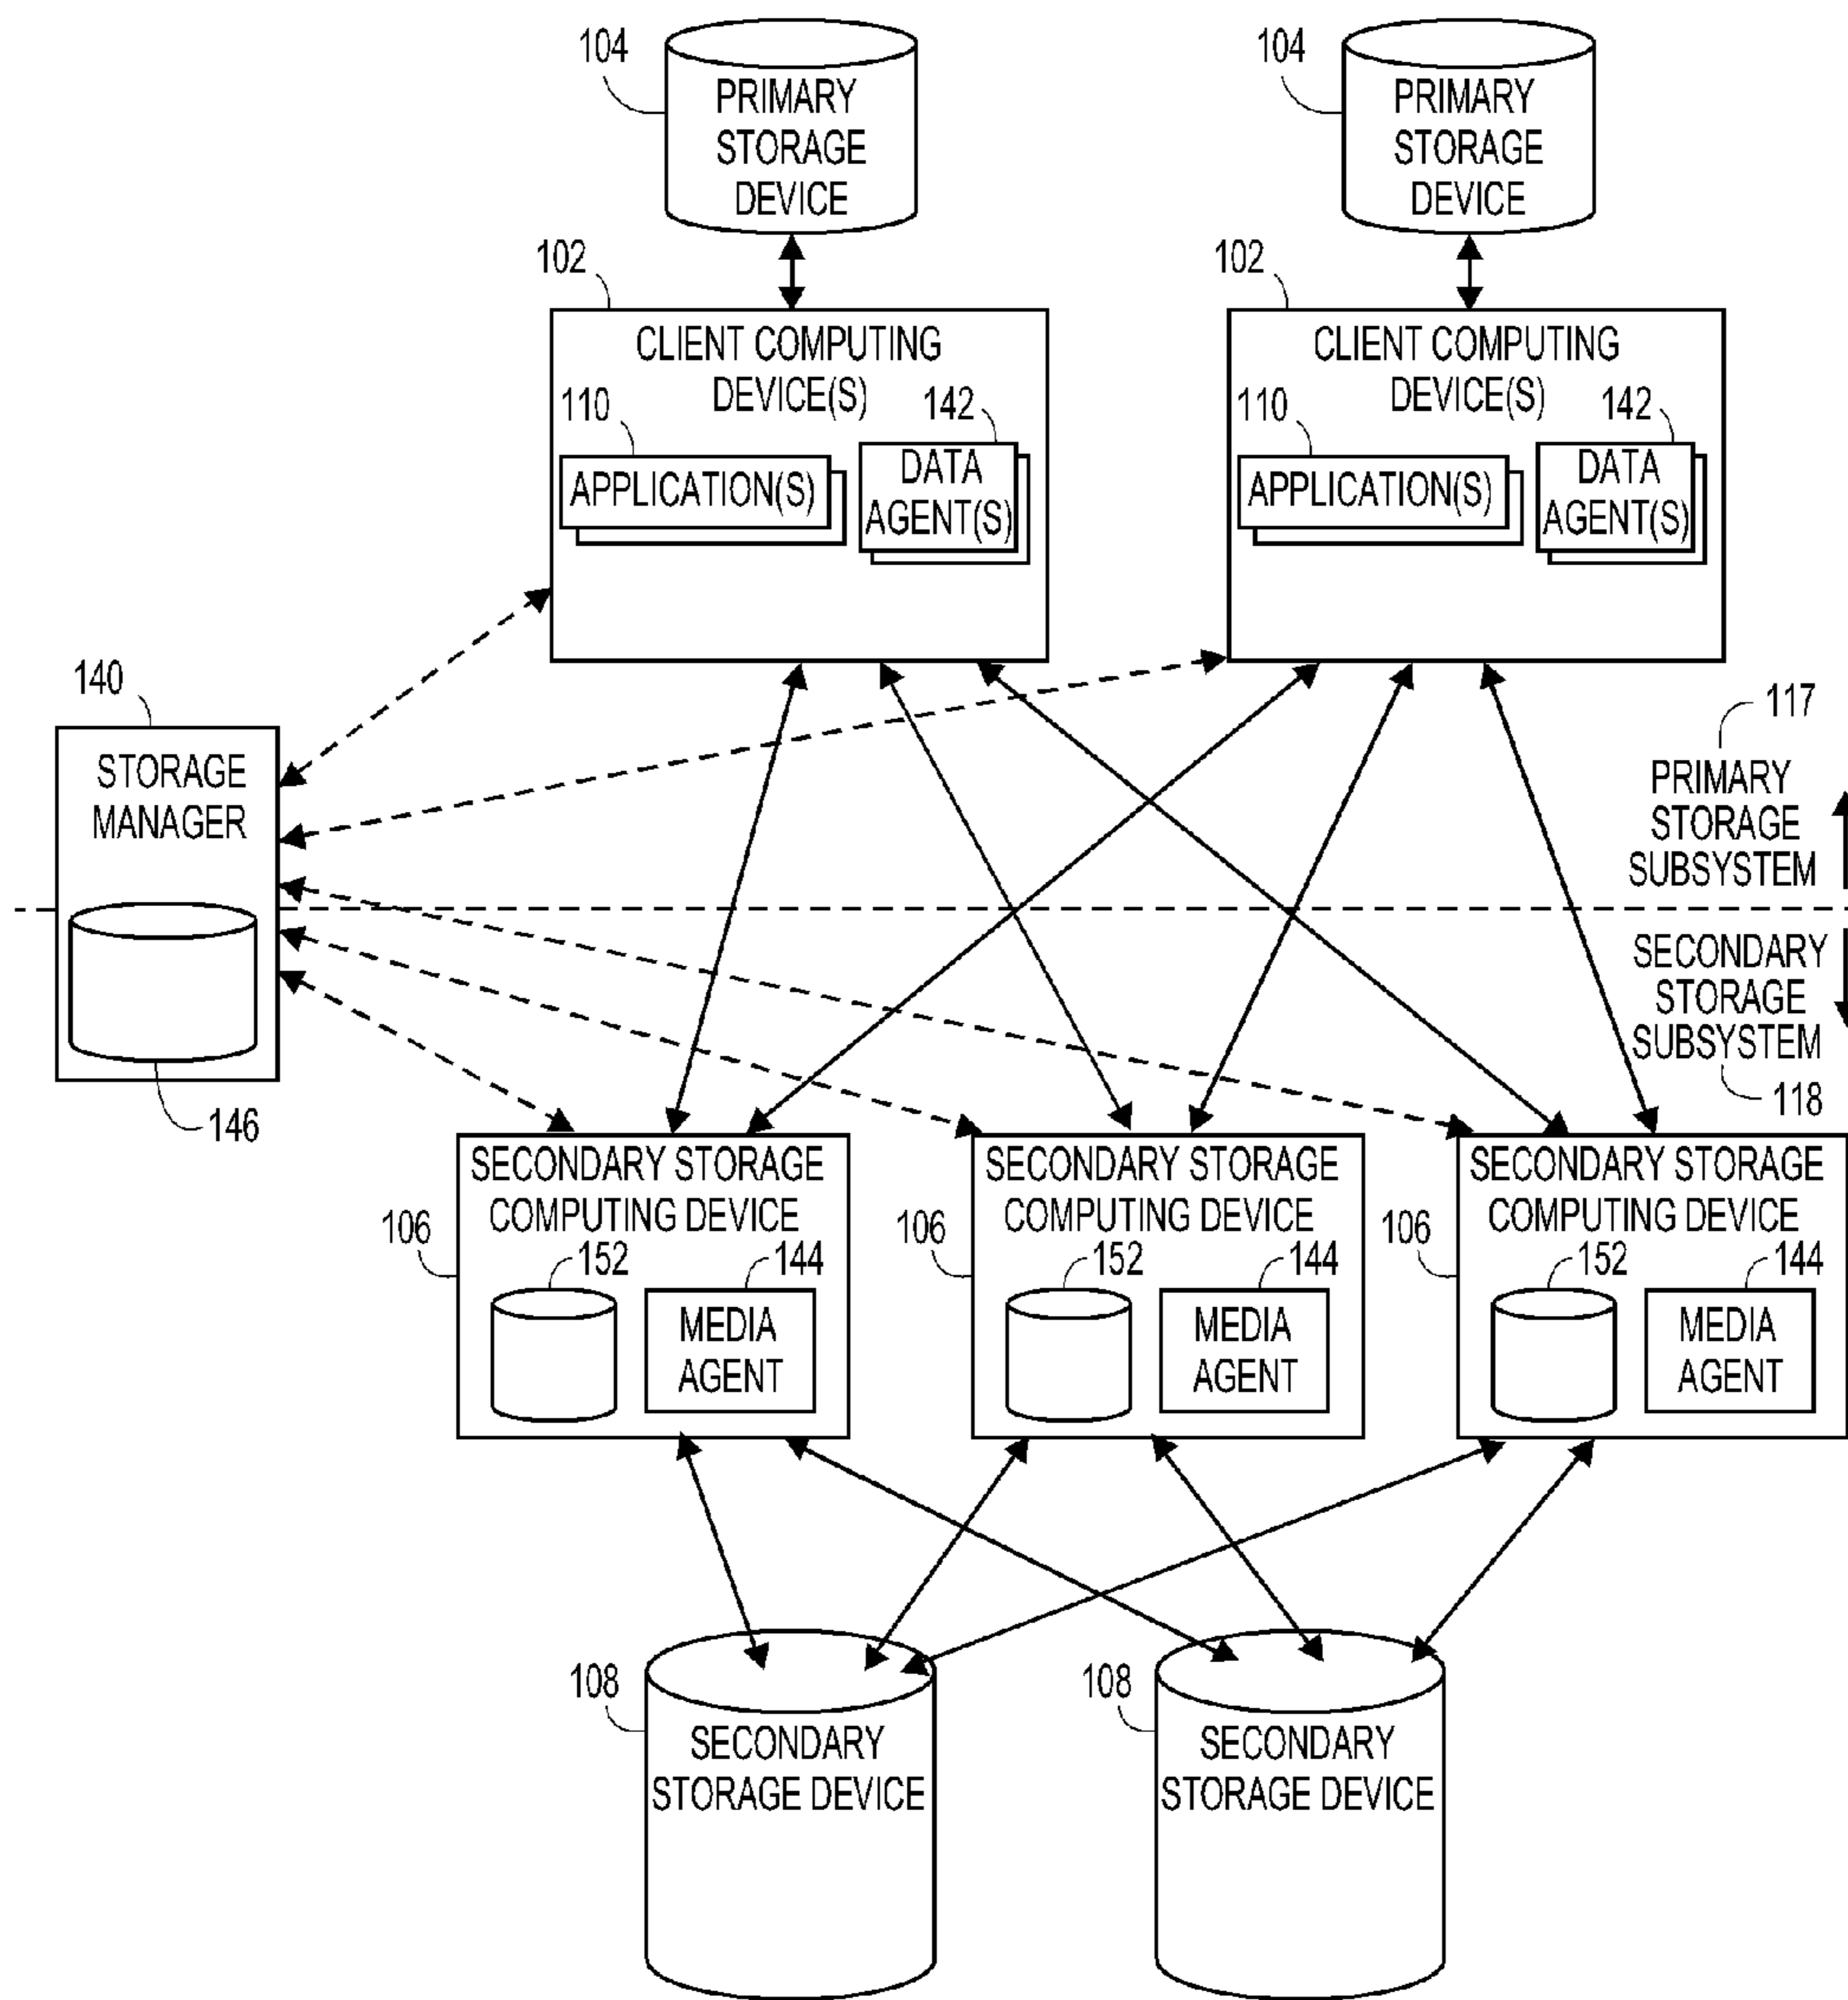 104
PRIMARY
STORAGE
DEVICE
104
PRIMARY
STORAGE
DEVICE
102
CLIENT COMPUTING
DEVICE(S)
110
APPLICATION(S)
142
DATA
AGENT(S)
102
CLIENT COMPUTING
DEVICE(S)
110
APPLICATION(S)
142
DATA
AGENT(S)
140
STORAGE
MANAGER
146
117
PRIMARY
STORAGE
SUBSYSTEM
SECONDARY
STORAGE
SUBSYSTEM
118
106
SECONDARY STORAGE
COMPUTING DEVICE
152
144
MEDIA
AGENT
106
SECONDARY STORAGE
COMPUTING DEVICE
152
144
MEDIA
AGENT
106
SECONDARY STORAGE
COMPUTING DEVICE
152
144
MEDIA
AGENT
108
SECONDARY
STORAGE DEVICE
108
SECONDARY
STORAGE DEVICE